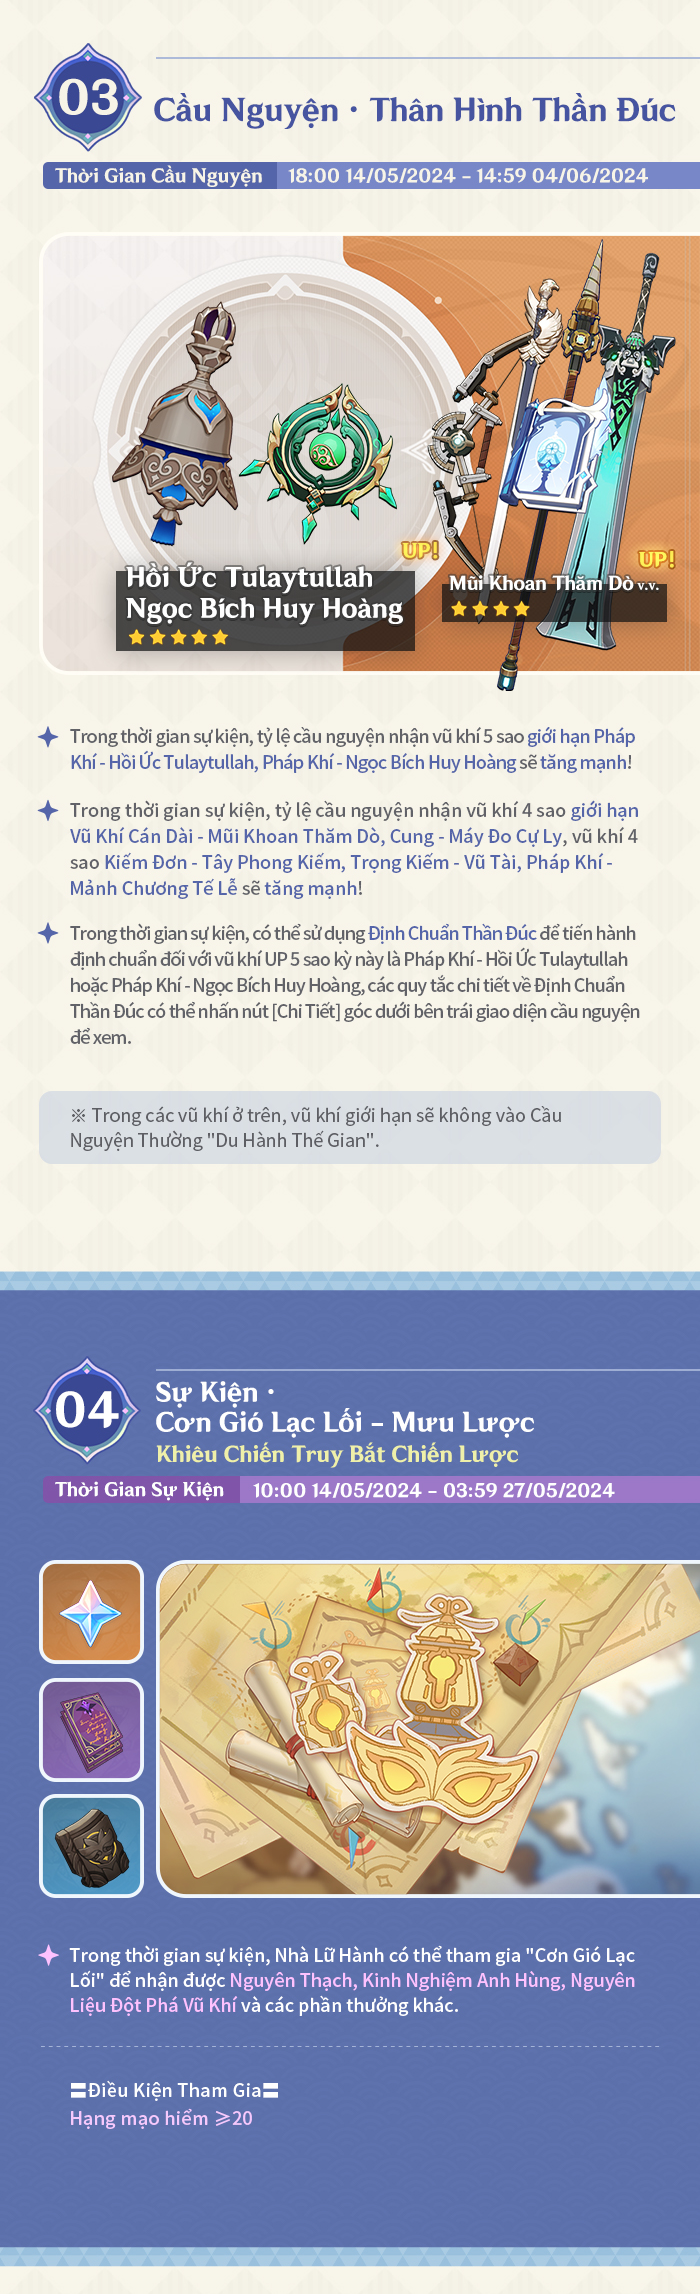 03
Cầu Nguyện · Thân Hình Thần Đúc
Thời Gian Cầu Nguyện 18:00 14/05/2024 – 14:59 04/06/2024
UP!
Hồi Ức Tulaytullah
Ngọc Bích Huy Hoàng
UP!
Mũi Khoan Thăm Dò v.v.
Trong thời gian sự kiện, tỷ lệ cầu nguyện nhận vũ khí 5 sao giới hạn Pháp
Khí - Hồi Ức Tulaytullah, Pháp Khí - Ngọc Bích Huy Hoàng sẽ tăng mạnh!
Trong thời gian sự kiện, tỷ lệ cầu nguyện nhận vũ khí 4 sao giới hạn
Vũ Khí Cán Dài - Mũi Khoan Thăm Dò, Cung - Máy Đo Cự Ly, vũ khí 4
sao Kiếm Đơn - Tây Phong Kiếm, Trọng Kiếm - Vũ Tài, Pháp Khí -
Mảnh Chương Tế Lễ sẽ tăng mạnh!
Trong thời gian sự kiện, có thể sử dụng Định Chuẩn Thần Đúc để tiến hành
định chuẩn đối với vũ khí UP 5 sao kỳ này là Pháp Khí - Hồi Ức Tulaytullah
hoặc Pháp Khí - Ngọc Bích Huy Hoàng, các quy tắc chi tiết về Định Chuẩn
Thần Đúc có thể nhấn nút [Chi Tiết] góc dưới bên trái giao diện cầu nguyện
để xem.
※ Trong các vũ khí ở trên, vũ khí giới hạn sẽ không vào Cầu
Nguyện Thường "Du Hành Thế Gian".
04
Sự Kiện ·
Cơn Gió Lạc Lối – Mưu Lược
Khiêu Chiến Truy Bắt Chiến Lược
Thời Gian Sự Kiện 10:00 14/05/2024 – 03:59 27/05/2024
Trong thời gian sự kiện, Nhà Lữ Hành có thể tham gia "Cơn Gió Lạc
Lối" để nhận được Nguyên Thạch, Kinh Nghiệm Anh Hùng, Nguyên
Liệu Đột Phá Vũ Khí và các phần thưởng khác.
〓Điều Kiện Tham Gia〓
Hạng mạo hiểm ≥20